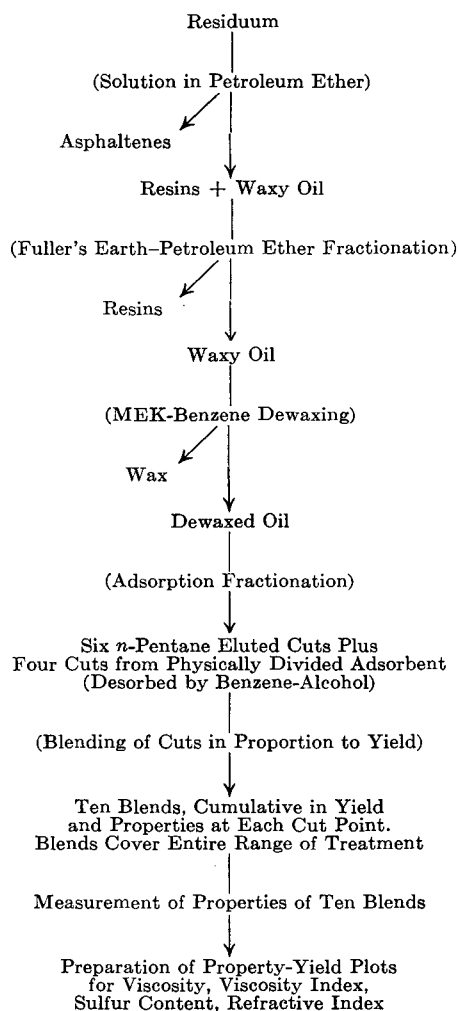 Residuum
(Solution in Petroleum Ether)
Asphaltenes
Resins + Waxy Oil
(Fuller's Earth–Petroleum Ether Fractionation)
Resins
Waxy Oil
(MEK-Benzene Dewaxing)
Wax
Dewaxed Oil
(Adsorption Fractionation)
Six n-Pentane Eluted Cuts Plus
Four Cuts from Physically Divided Adsorbent
(Desorbed by Benzene-Alcohol)
(Blending of Cuts in Proportion to Yield)
Ten Blends, Cumulative in Yield
and Properties at Each Cut Point.
Blends Cover Entire Range of Treatment
Measurement of Properties of Ten Blends
Preparation of Property-Yield Plots
for Viscosity, Viscosity Index,
Sulfur Content, Refractive Index